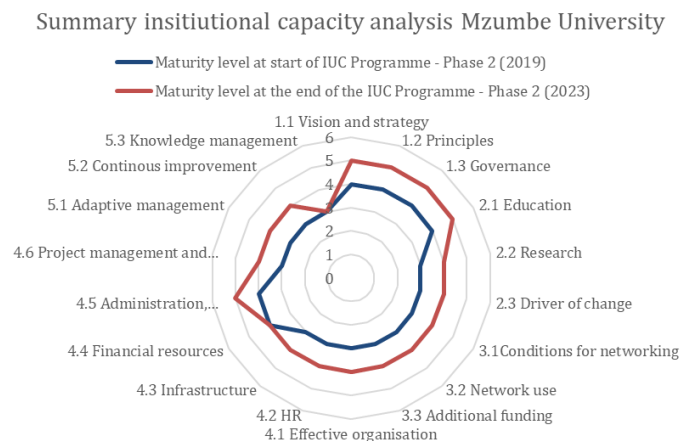 Summary insitiutional capacity analysis Mzumbe University
Maturity level at start of IUC Programme - Phase 2 (2019)
Maturity level at the end of the IUC Programme - Phase 2 (2023)
1.1 Vision and strategy
5.3 Knowledge management
6
1.2 Principles
5.2 Continous improvement
5
1.3 Governance
4
5.1 Adaptive management
3
2.1 Education
2
4.6 Project management and...
1
2.2 Research
0
4.5 Administration,...
2.3 Driver of change
4.4 Financial resources
3.1Conditions for networking
4.3 Infrastructure
3.2 Network use
4.2 HR
3.3 Additional funding
4.1 Effective organisation